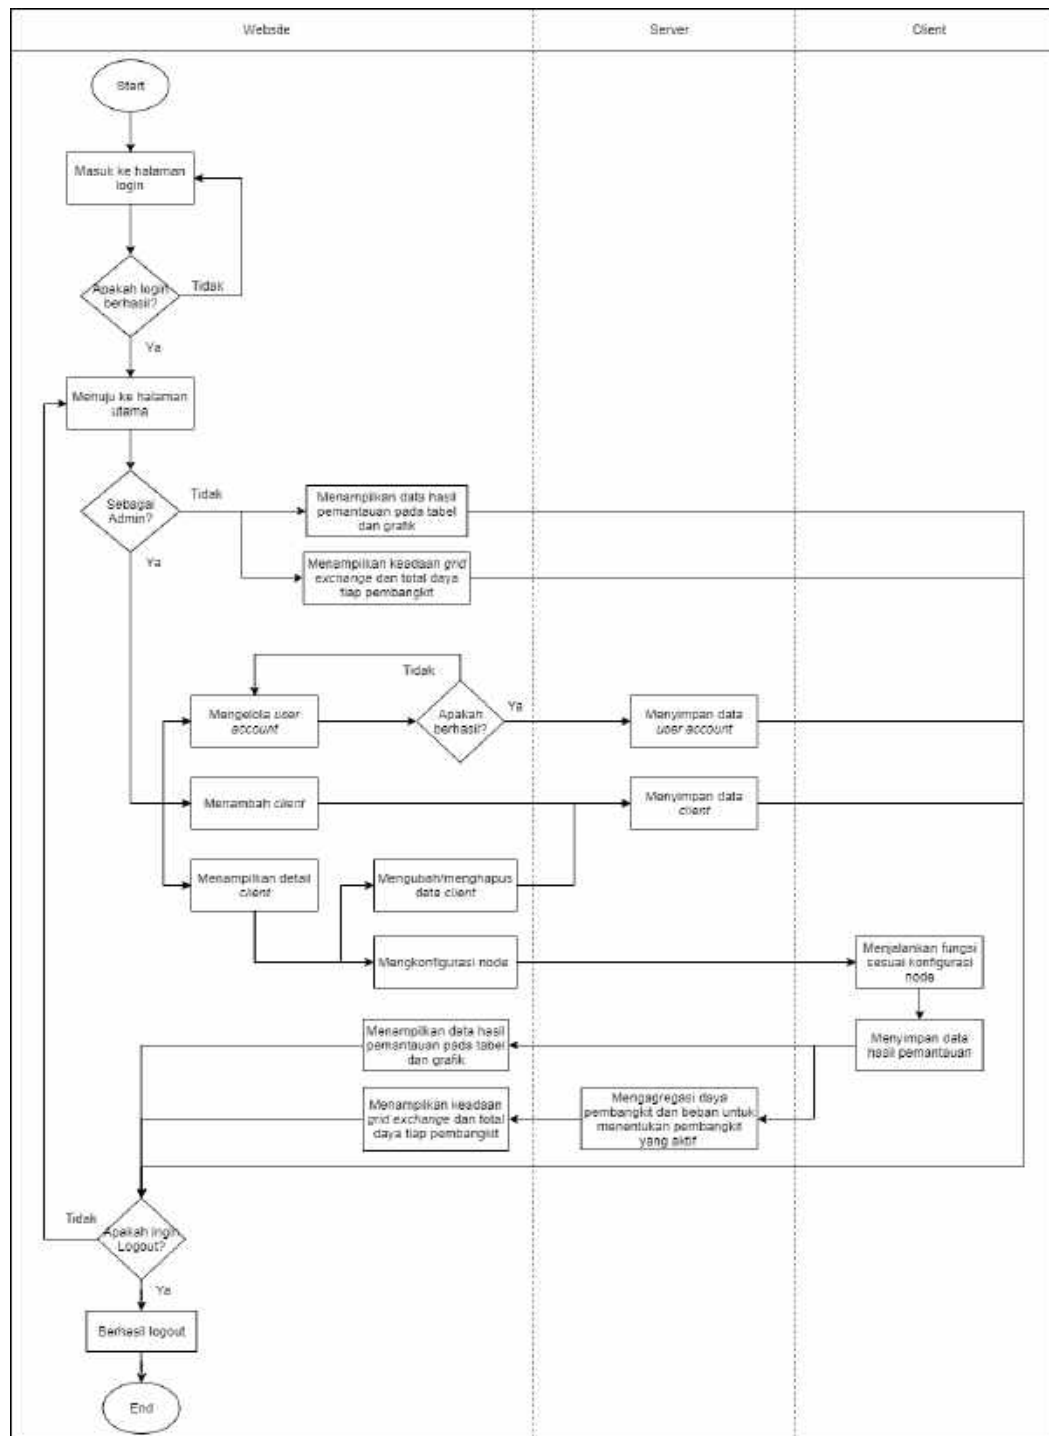 Website
Server
Client
Start
Masuk ke halaman
login
Apakah login
berhasil?
Tidak
Ya
Menuju ke halaman
utama
Sebagai
Admin?
Tidak
Ya
Menampilkan data hasil
pemantauan pada tabel
dan grafik
Menampilkan keadaan grid
exchange dan total daya
tiap pembangkit
Tidak
Mengelola user
account
Apakah
berhasil?
Ya
Menyimpan data
user account
Menambah client
Menyimpan data
client
Menampilkan detail
client
Mengubah/menghapus
data client
Mengkonfigurasi node
Menjalankan fungsi
sesuai konfigurasi
node
Menampilkan data hasil
pemantauan pada tabel
dan grafik
Menyimpan data
hasil pemantauan
Menampilkan keadaan
grid exchange dan total
daya tiap pembangkit
Mengagregasi daya
pembangkit dan beban untuk
menentukan pembangkit
yang aktif
Tidak
Apakah ingin
Logout?
Ya
Berhasil logout
End